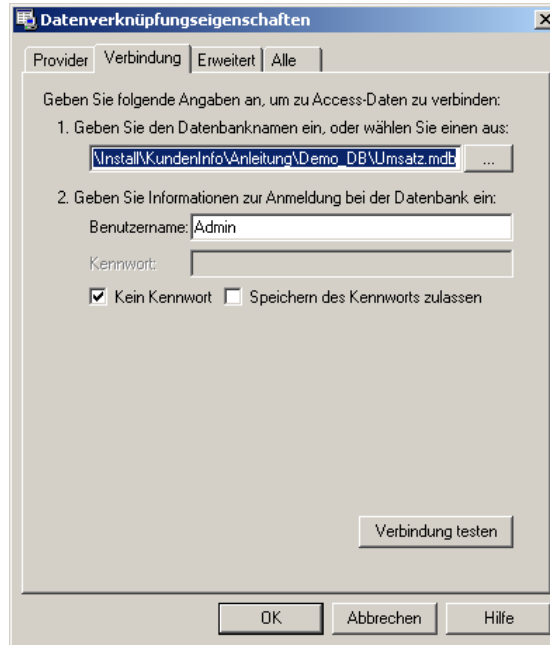 Datenverknüpfungseigenschaften
Provider Verbindung Erweitert Alle
Geben Sie folgende Angaben an, um zu Access-Daten zu verbinden:
1. Geben Sie den Datenbanknamen ein, oder wählen Sie einen aus:
\Install\KundenInfo\Anleitung\Demo_DB\Umsatz.mdb ...
2. Geben Sie Informationen zur Anmeldung bei der Datenbank ein:
Benutzername: Admin
Kennwort:
Kein Kennwort Speichern des Kennworts zulassen
Verbindung testen
OK Abbrechen Hilfe